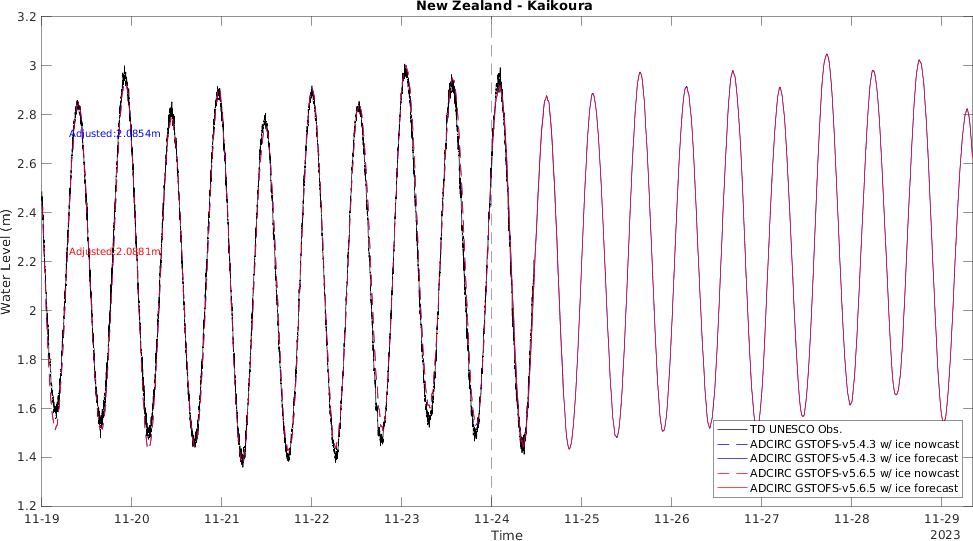 New Zealand - Kaikoura
3.2
3
2.8
2.6
2.4
2.2
2
1.8
1.6
1.4
1.2
Water Level (m)
Adjusted:2.0854m
Adjusted:2.0881m
TD UNESCO Obs.
ADCIRC GSTOFS-v5.4.3 w/ ice nowcast
ADCIRC GSTOFS-v5.4.3 w/ ice forecast
ADCIRC GSTOFS-v5.6.5 w/ ice nowcast
ADCIRC GSTOFS-v5.6.5 w/ ice forecast
11-19 11-20 11-21 11-22 11-23 11-24 11-25 11-26 11-27 11-28 11-29
Time 2023